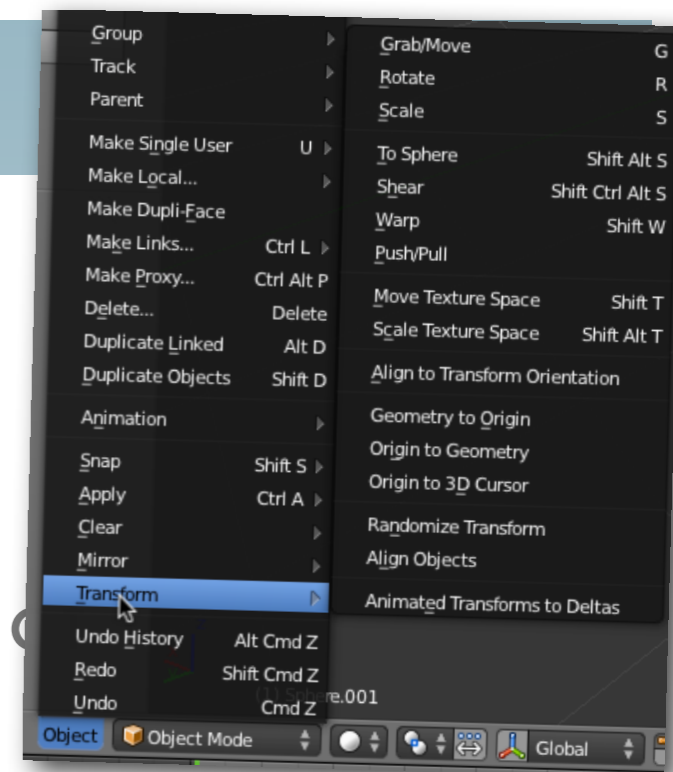 Group
Track
Parent
Make Single User U
Make Local...
Make Dupli-Face
Make Links... Ctrl L
Make Proxy... Ctrl Alt P
Delete... Delete
Duplicate Linked Alt D
Duplicate Objects Shift D
Animation
Snap Shift S
Apply Ctrl A
Clear
Mirror
Transform
Undo History Alt Cmd Z
Redo Shift Cmd Z
Undo Cmd Z
Grab/Move G
Rotate R
Scale S
To Sphere Shift Alt S
Shear Shift Ctrl Alt S
Warp Shift W
Push/Pull
Move Texture Space Shift T
Scale Texture Space Shift Alt T
Align to Transform Orientation
Geometry to Origin
Origin to Geometry
Origin to 3D Cursor
Randomize Transform
Align Objects
Animated Transforms to Deltas
(1) Sphere.001
Object Object Mode Global